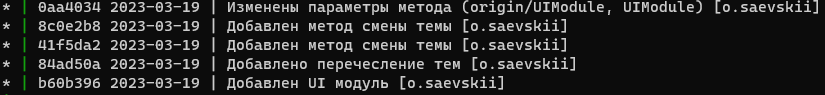 * | 0aa4034 2023-03-19 | Изменены параметры метода (origin/UIModule, UIModule) [o.saevskii]
* | 8c0e2b8 2023-03-19 | Добавлен метод смены темы [o.saevskii]
* | 41f5da2 2023-03-19 | Добавлен метод смены темы [o.saevskii]
* | 84ad50a 2023-03-19 | Добавлено перечесление тем [o.saevskii]
* | b60b396 2023-03-19 | Добавлен UI модуль [o.saevskii]